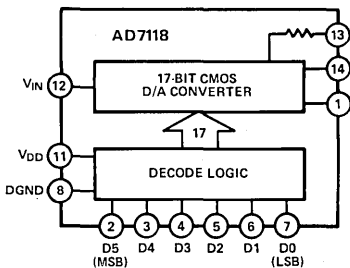 AD7118
13
14
1
17-BIT CMOS
D/A CONVERTER
VIN 12
17
VDD 11
DGND 8
DECODE LOGIC
2 3 4 5 6 7
D5 D4 D3 D2 D1 D0
(MSB) (LSB)